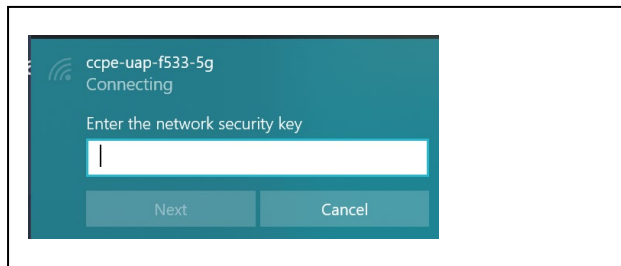 ccpe-uap-f533-5g
Connecting
Enter the network security key
Next Cancel